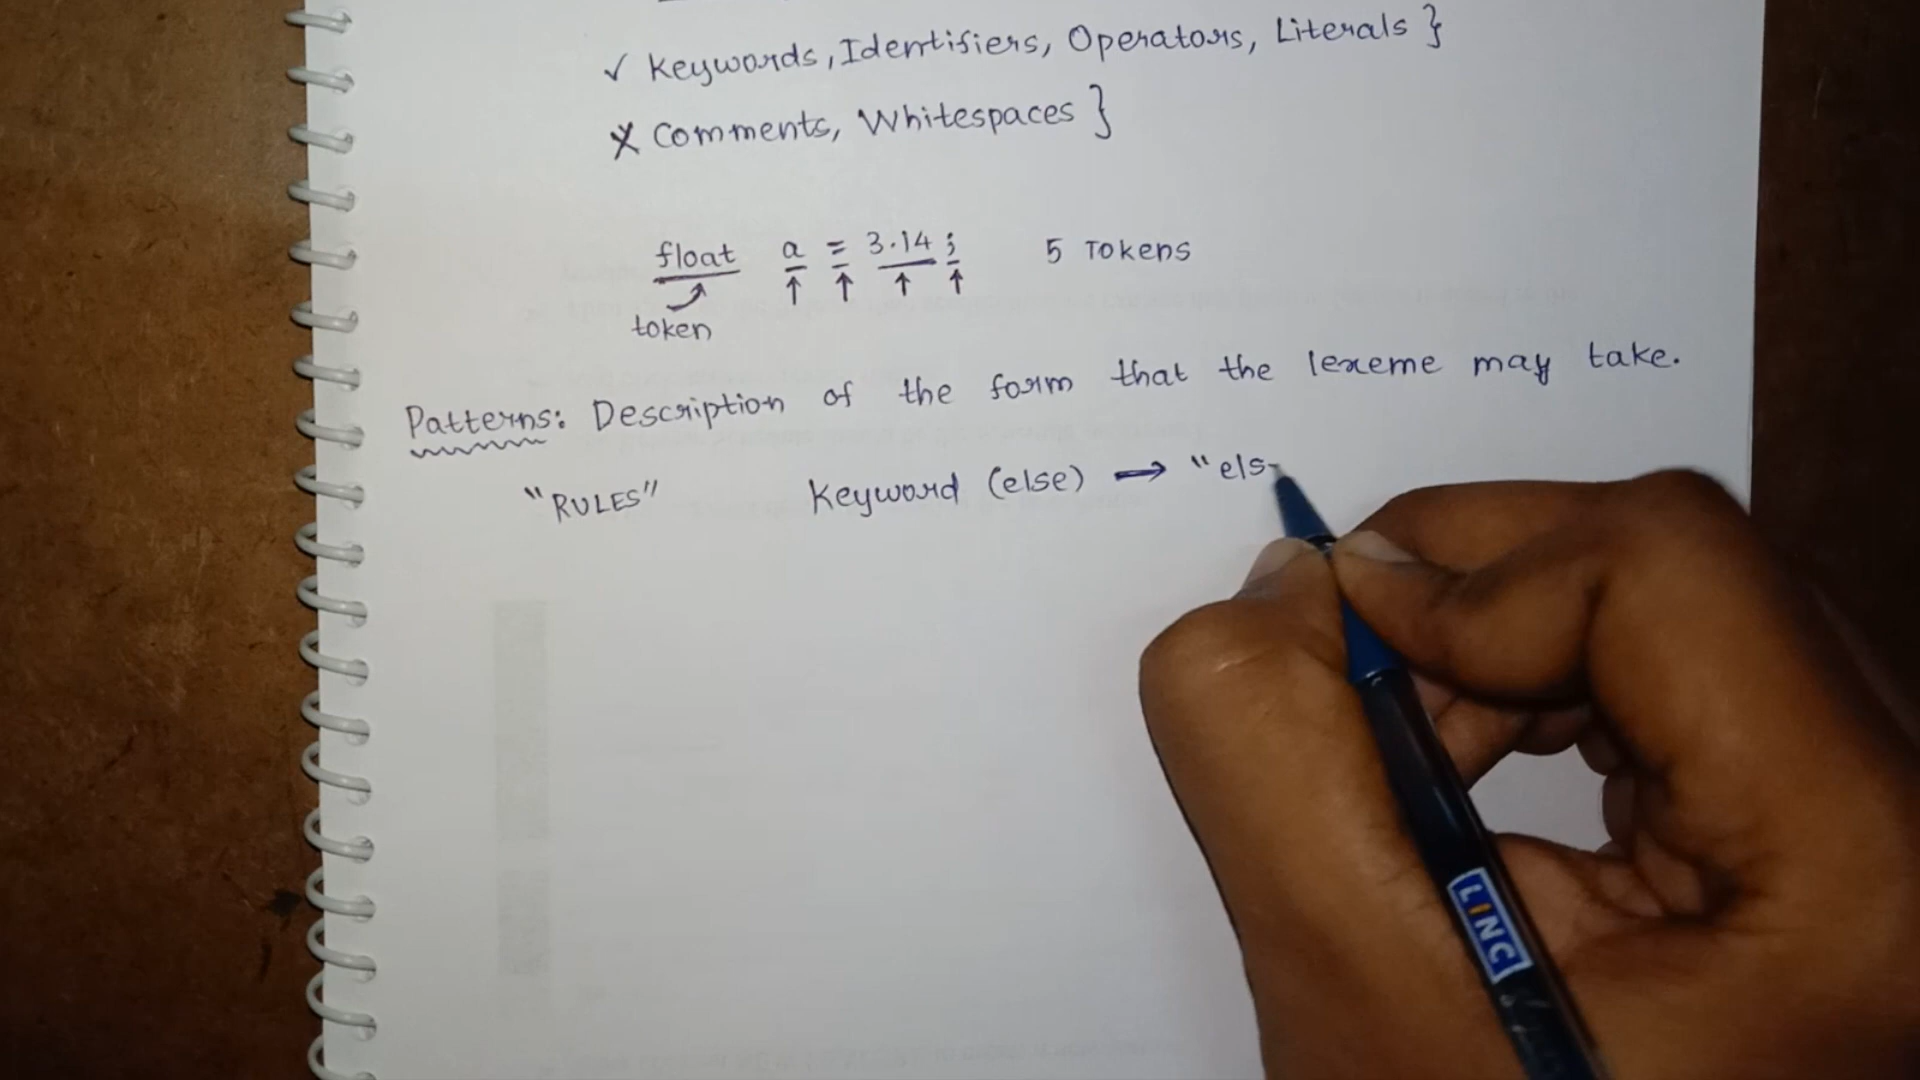 ✓ Keywords, Identifiers, Operators, Literals }
X Comments, Whitespaces }
float a = 3.14 ; 5 Tokens
token
Patterns: Description of the form that the lexeme may take.
"RULES" Keyword (else) → "els
LINC